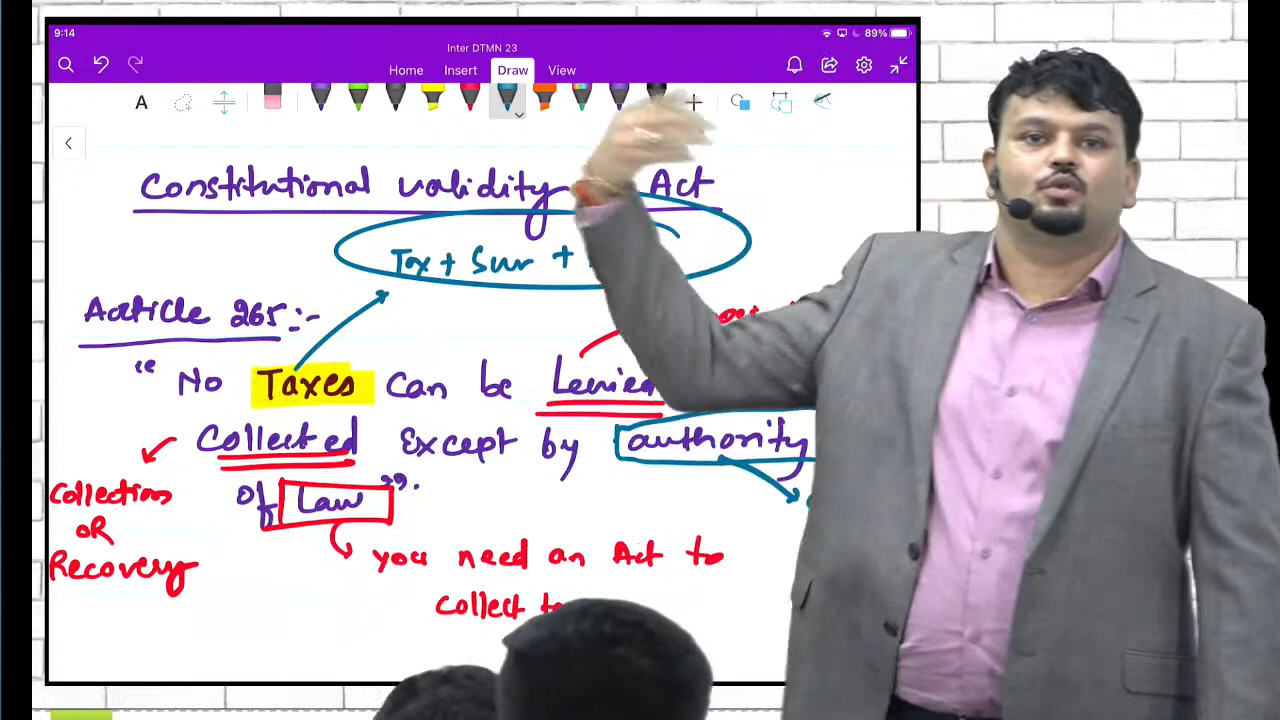 9:14
89%
Inter DTMN 23
Home Insert Draw View
A
Constitutional validity Act
Tax + Sur +
Article 265:-
"No Taxes can be Levied
Collected Except by authority
of Law".
Collection
OR
Recovery
you need an Act to
collect